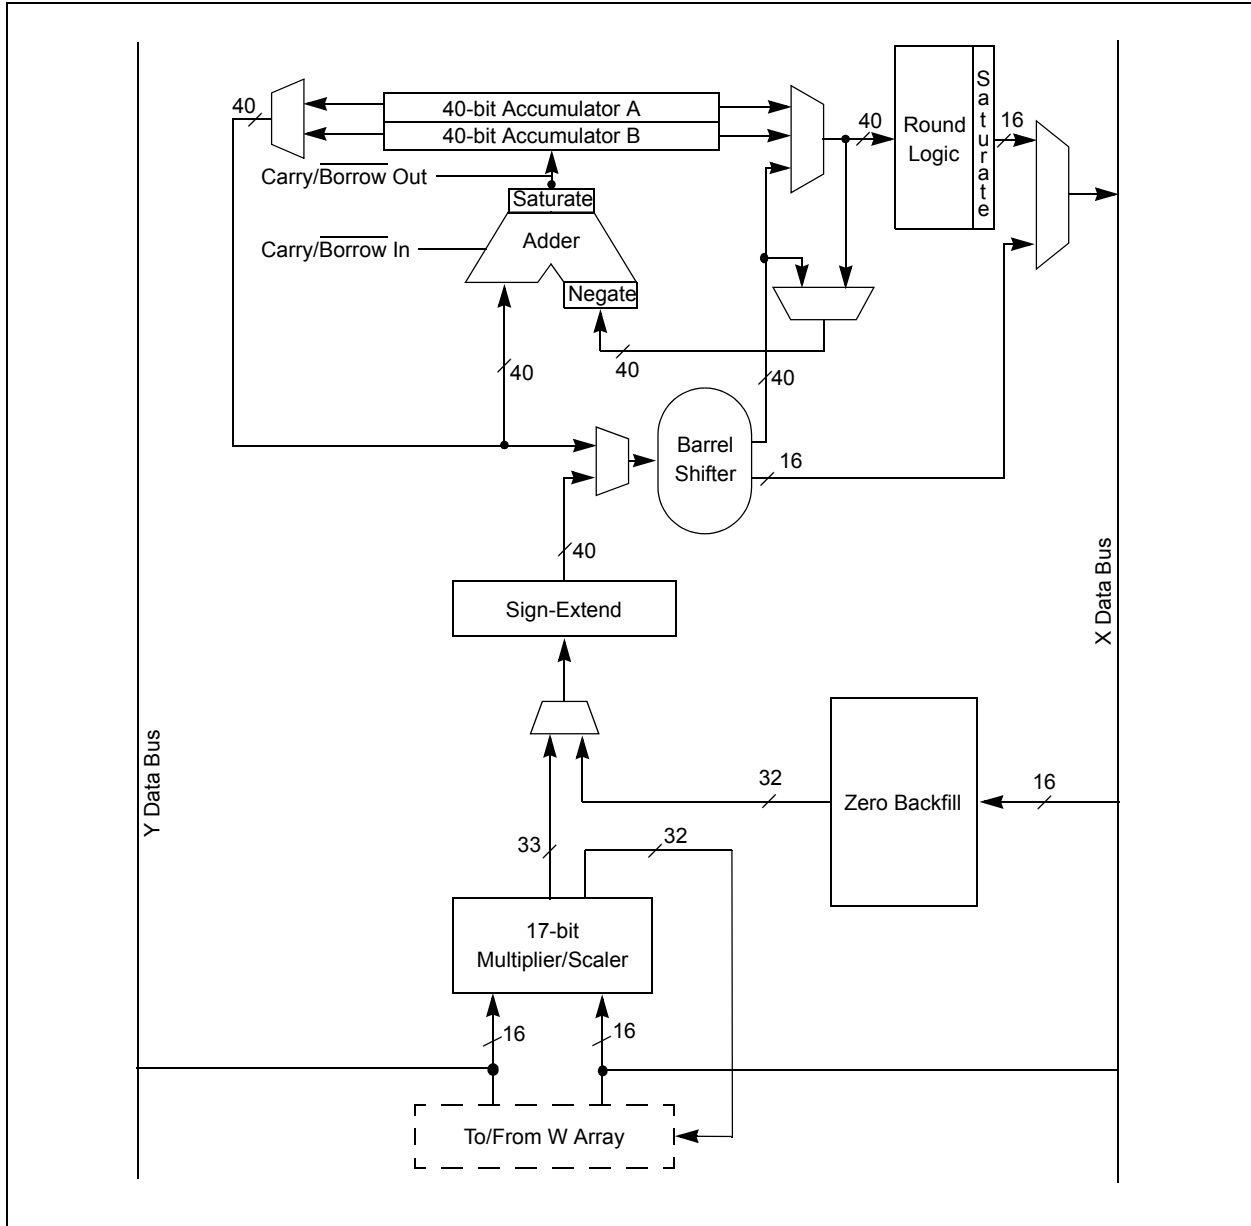 40
40-bit Accumulator A
40-bit Accumulator B
40
Round
Logic
Saturate
16
Carry/Borrow Out
Saturate
Carry/Borrow In
Adder
Negate
40
40
40
Barrel
Shifter
16
40
Sign-Extend
X Data Bus
Y Data Bus
32
Zero Backfill
16
33
32
17-bit
Multiplier/Scaler
16
16
To/From W Array